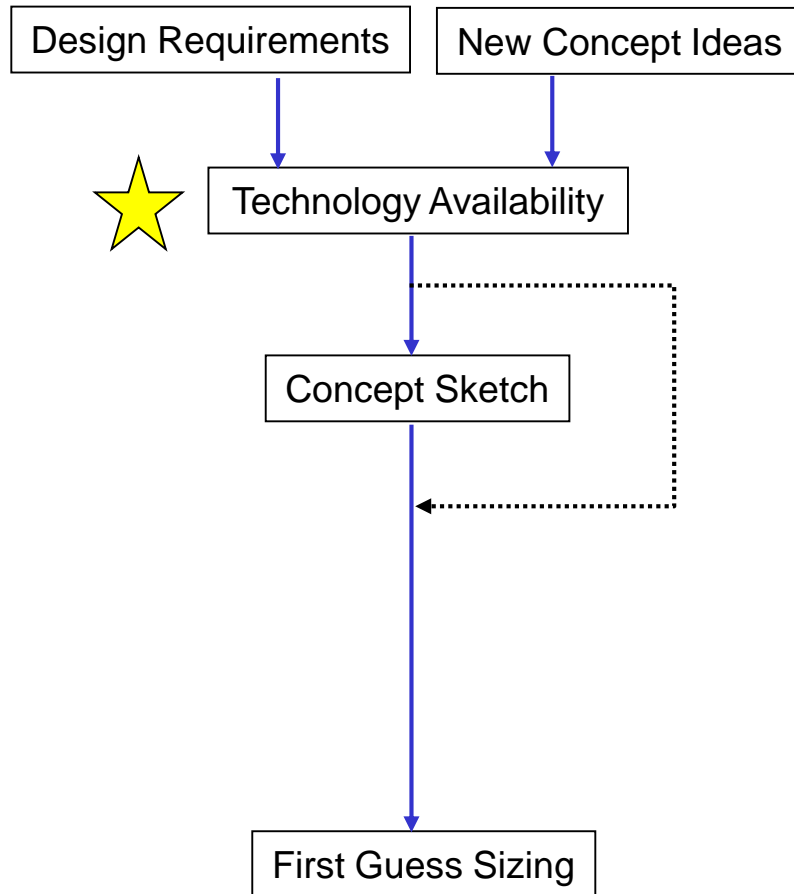 Design Requirements
New Concept Ideas
Technology Availability
Concept Sketch
First Guess Sizing